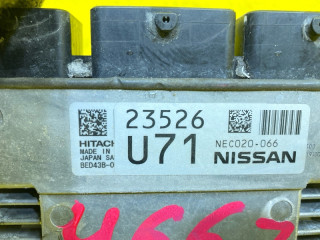 23526
HITACHI
MADE IN
JAPAN SA
U71
NEC020-066
NISSAN